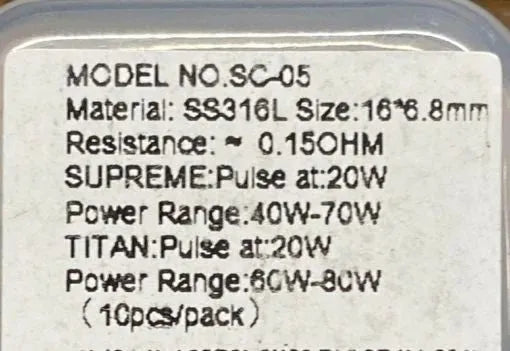 MODEL NO.SC-05
Material: SS316L Size:16*6.8mm
Resistance: ≈ 0.15OHM
SUPREME:Pulse at:20W
Power Range:40W-70W
TITAN:Pulse at:20W
Power Range:60W-80W
(10pcs/pack)